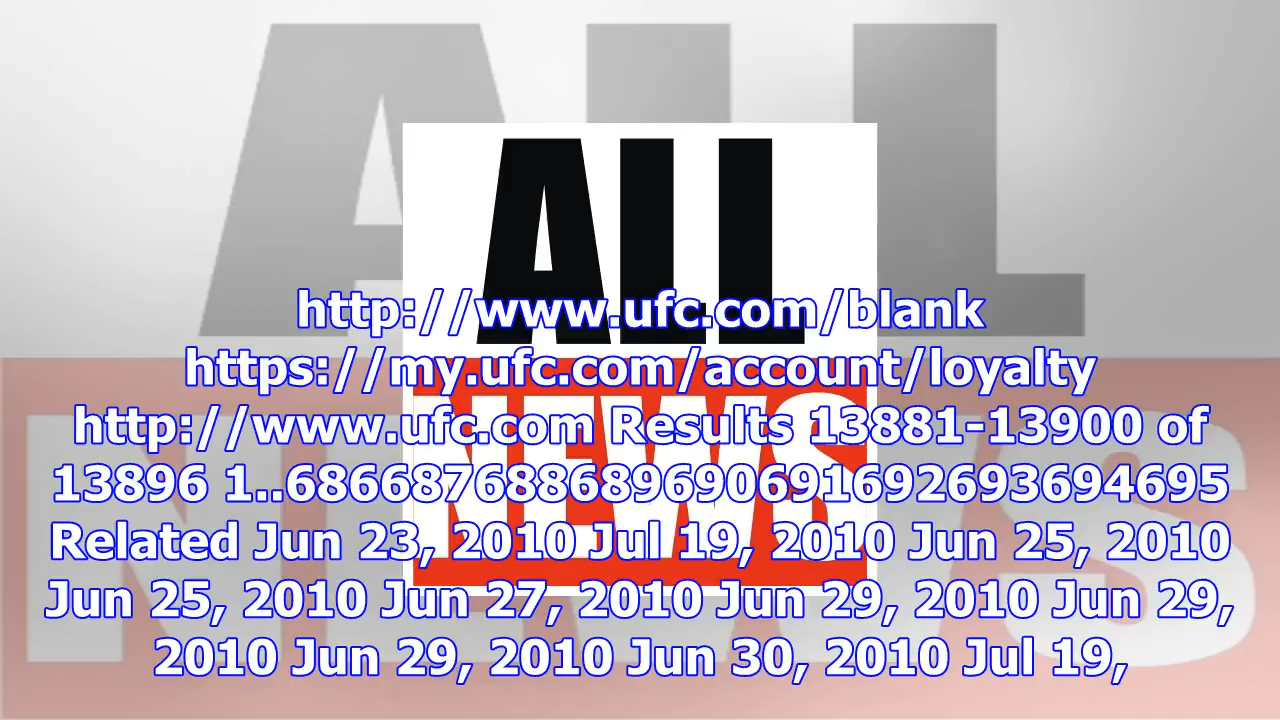 ALL
NEWS
http://www.ufc.com/blank
https://my.ufc.com/account/loyalty
http://www.ufc.com Results 13881-13900 of
13896 1..686687688689690691692693694695
Related Jun 23, 2010 Jul 19, 2010 Jun 25, 2010
Jun 25, 2010 Jun 27, 2010 Jun 29, 2010 Jun 29,
2010 Jun 29, 2010 Jun 30, 2010 Jul 19,